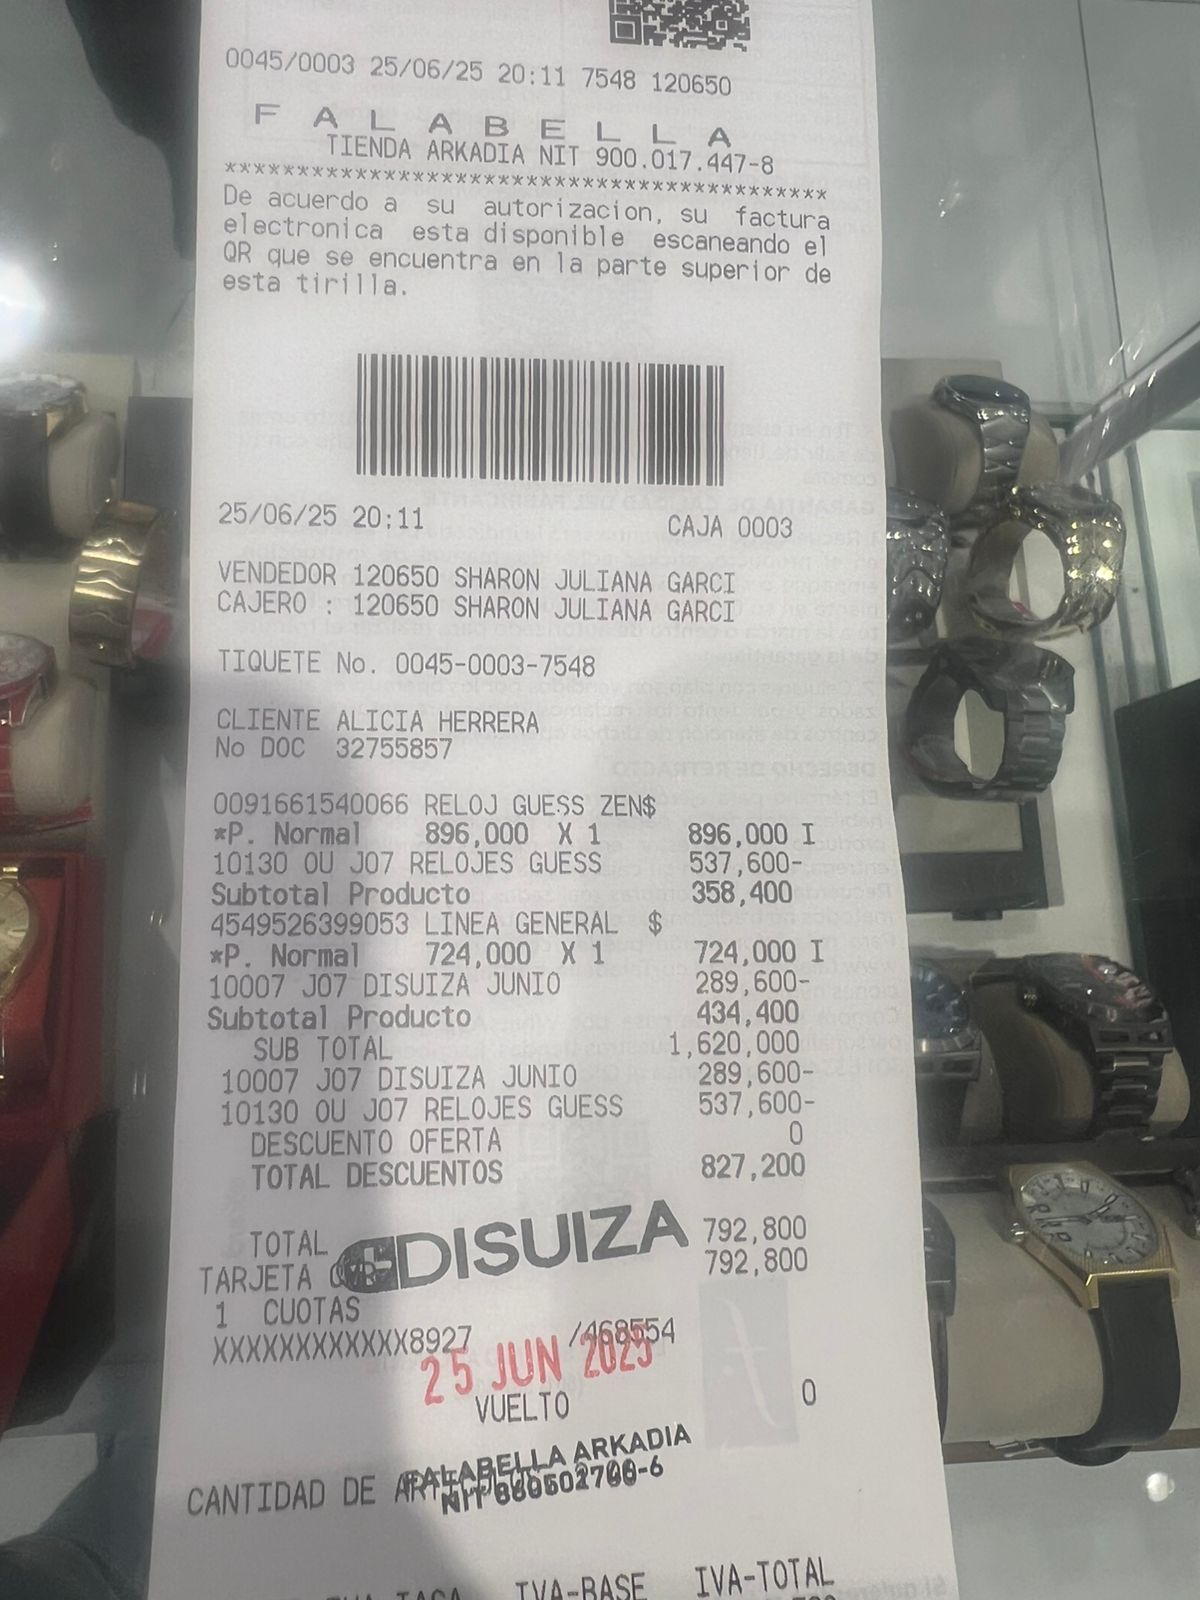 0045/0003 25/06/25 20:11 7548 120650
F A L A B E L L A
TIENDA ARKADIA NIT 900.017.447-8
******************************************
De acuerdo a su autorizacion, su factura
electronica esta disponible escaneando el
QR que se encuentra en la parte superior de
esta tirilla.
25/06/25 20:11 CAJA 0003
VENDEDOR 120650 SHARON JULIANA GARCI
CAJERO : 120650 SHARON JULIANA GARCI
TIQUETE No. 0045-0003-7548
CLIENTE ALICIA HERRERA
No DOC 32755857
0091661540066 RELOJ GUESS ZEN$
*P. Normal 896,000 X 1 896,000 I
10130 OU J07 RELOJES GUESS 537,600-
Subtotal Producto 358,400
4549526399053 LINEA GENERAL $
*P. Normal 724,000 X 1 724,000 I
10007 J07 DISUIZA JUNIO 289,600-
Subtotal Producto 434,400
SUB TOTAL 1,620,000
10007 J07 DISUIZA JUNIO 289,600-
10130 OU J07 RELOJES GUESS 537,600-
DESCUENTO OFERTA 0
TOTAL DESCUENTOS 827,200
TOTAL 792,800
DISUIZA
TARJETA 792,800
1 CUOTAS
XXXXXXXXXXXX8927 /468554
25 JUN 2025
VUELTO 0
FALABELLA ARKADIA
CANTIDAD DE
NIT
IVA-BASE IVA-TOTAL